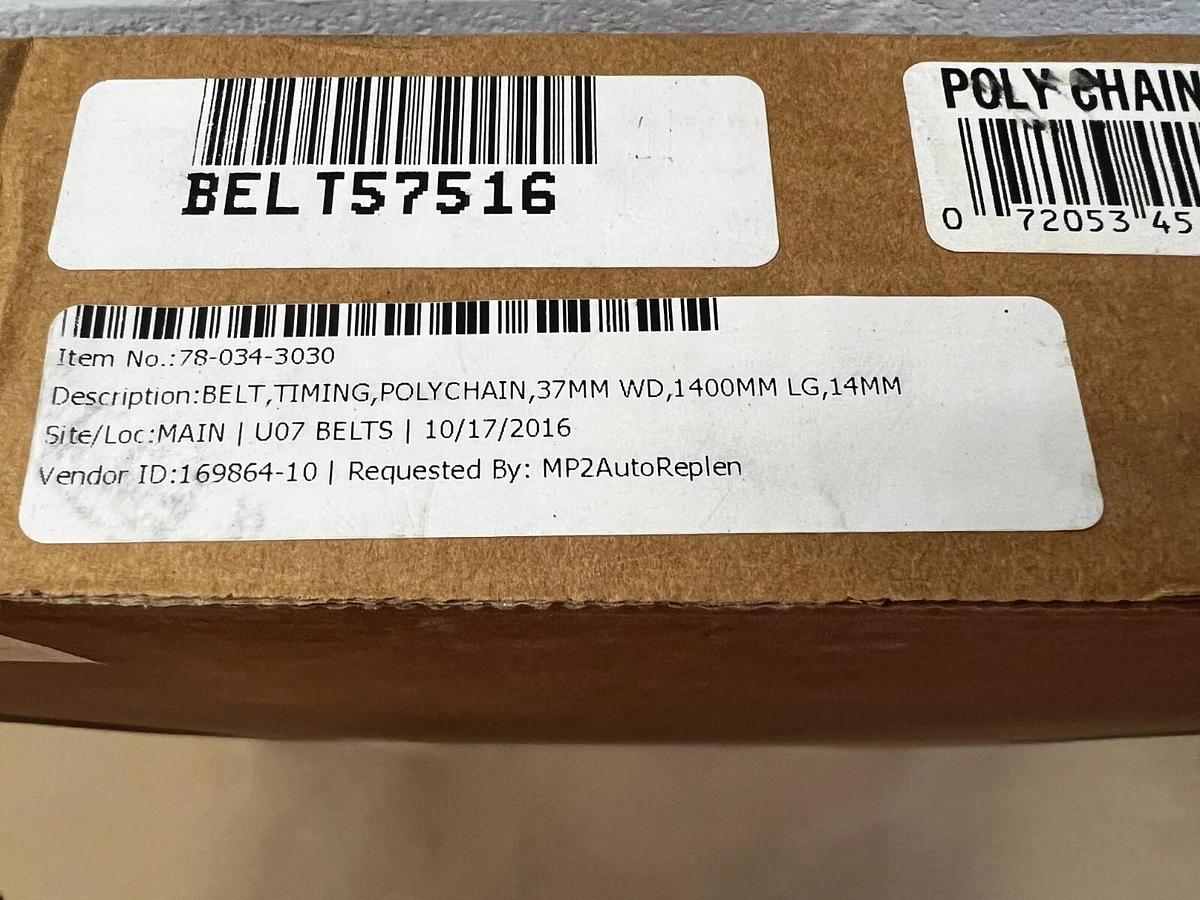 BELT57516
POLY CHAIN
0 72053 45
Item No.:78-034-3030
Description:BELT,TIMING,POLYCHAIN,37MM WD,1400MM LG,14MM
Site/Loc:MAIN | U07 BELTS | 10/17/2016
Vendor ID:169864-10 | Requested By: MP2AutoReplen